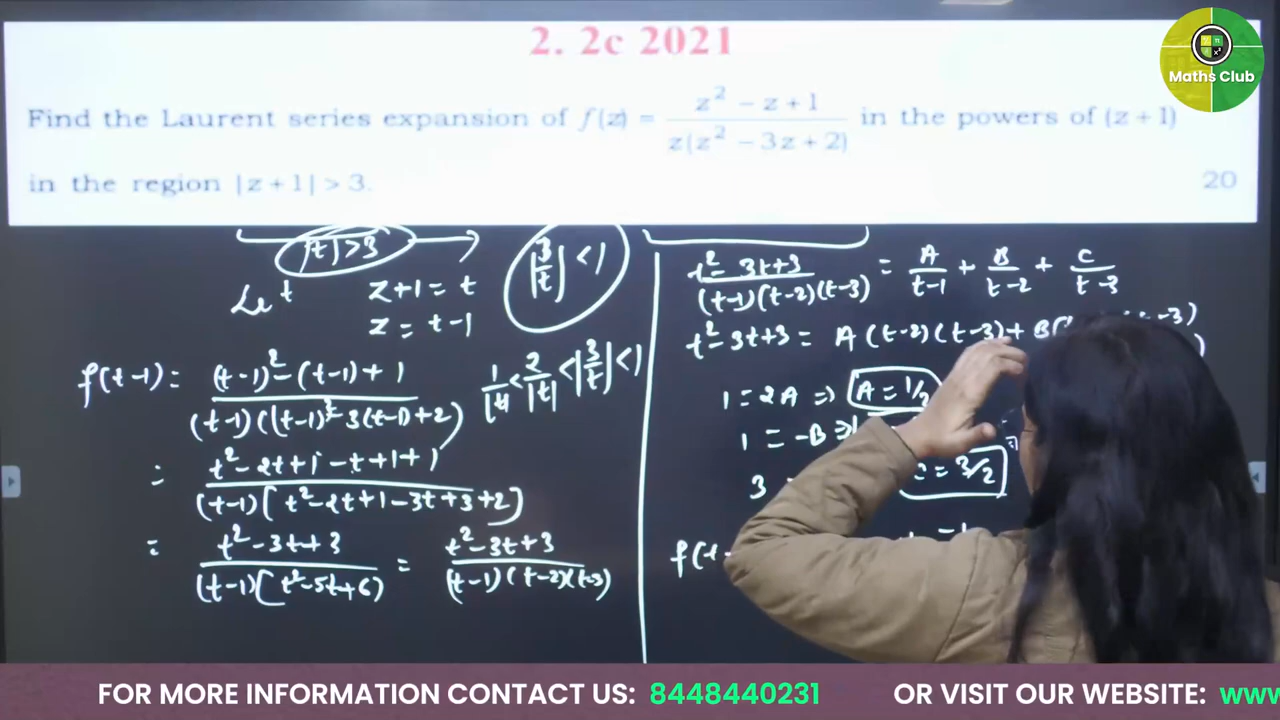 2. 2c 2021
Maths Club
Find the Laurent series expansion of f(z) = z² − z + 1 / z(z² − 3z + 2) in the powers of (z + 1)
in the region |z + 1| > 3.
20
|t| > 3
|3/t| < 1
Let z+1 = t
z = t-1
f(t-1) = (t-1)² - (t-1) + 1 / (t-1)((t-1)² - 3(t-1) + 2)
1/|t| < 2/|t| < |3/t| < 1
= t² - 2t + 1 - t + 1 + 1 / (t-1)[t² - 2t + 1 - 3t + 3 + 2)
= t² - 3t + 3 / (t-1)[t² - 5t + 6) = t² - 3t + 3 / (t-1)(t-2)(t-3)
t² - 3t + 3 / (t-1)(t-2)(t-3) = A/t-1 + B/t-2 + C/t-3
t² - 3t + 3 = A(t-2)(t-3) + B(
1 = 2A ⇒ A = 1/2
1 = -B ⇒
3
C = 3/2
f(t-
FOR MORE INFORMATION CONTACT US: 8448440231 OR VISIT OUR WEBSITE: www